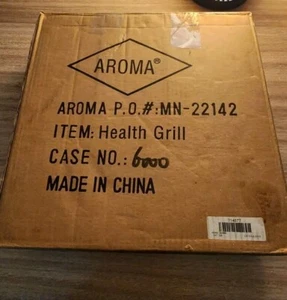 AROMA®
AROMA P.O.#:MN-22142
ITEM: Health Grill
CASE NO.: 6000
MADE IN CHINA